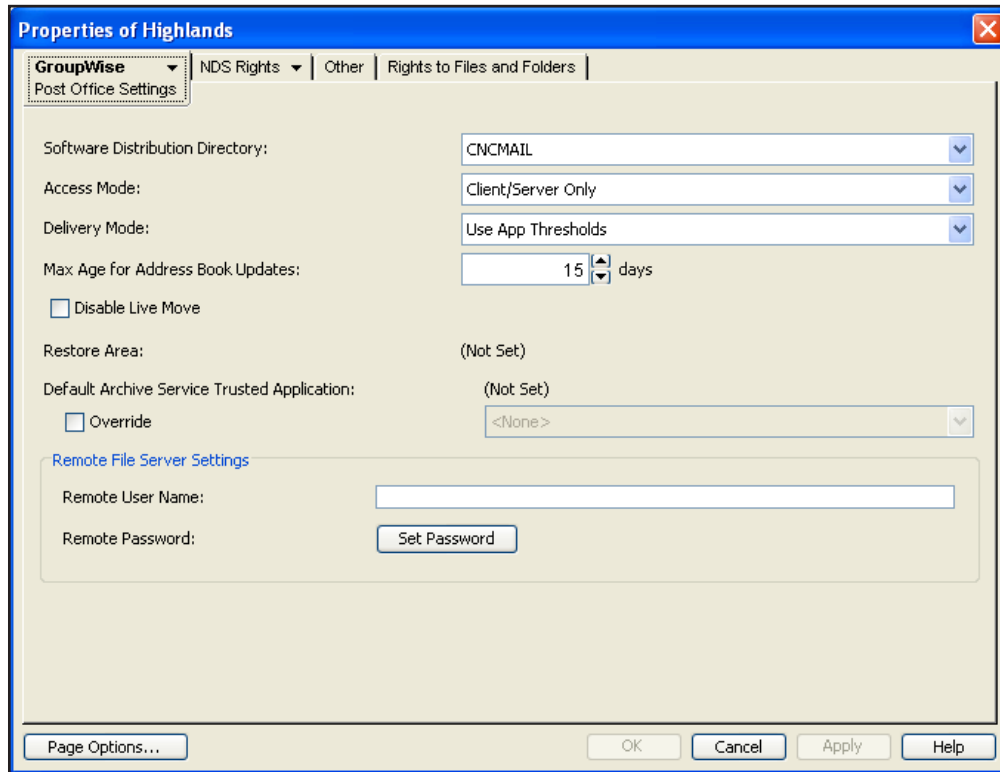 Properties of Highlands
GroupWise
Post Office Settings
NDS Rights
Other
Rights to Files and Folders
Software Distribution Directory:
CNCMAIL
Access Mode:
Client/Server Only
Delivery Mode:
Use App Thresholds
Max Age for Address Book Updates:
15 days
Disable Live Move
Restore Area:
(Not Set)
Default Archive Service Trusted Application:
(Not Set)
Override
<None>
Remote File Server Settings
Remote User Name:
Remote Password:
Set Password
Page Options...
OK
Cancel
Apply
Help